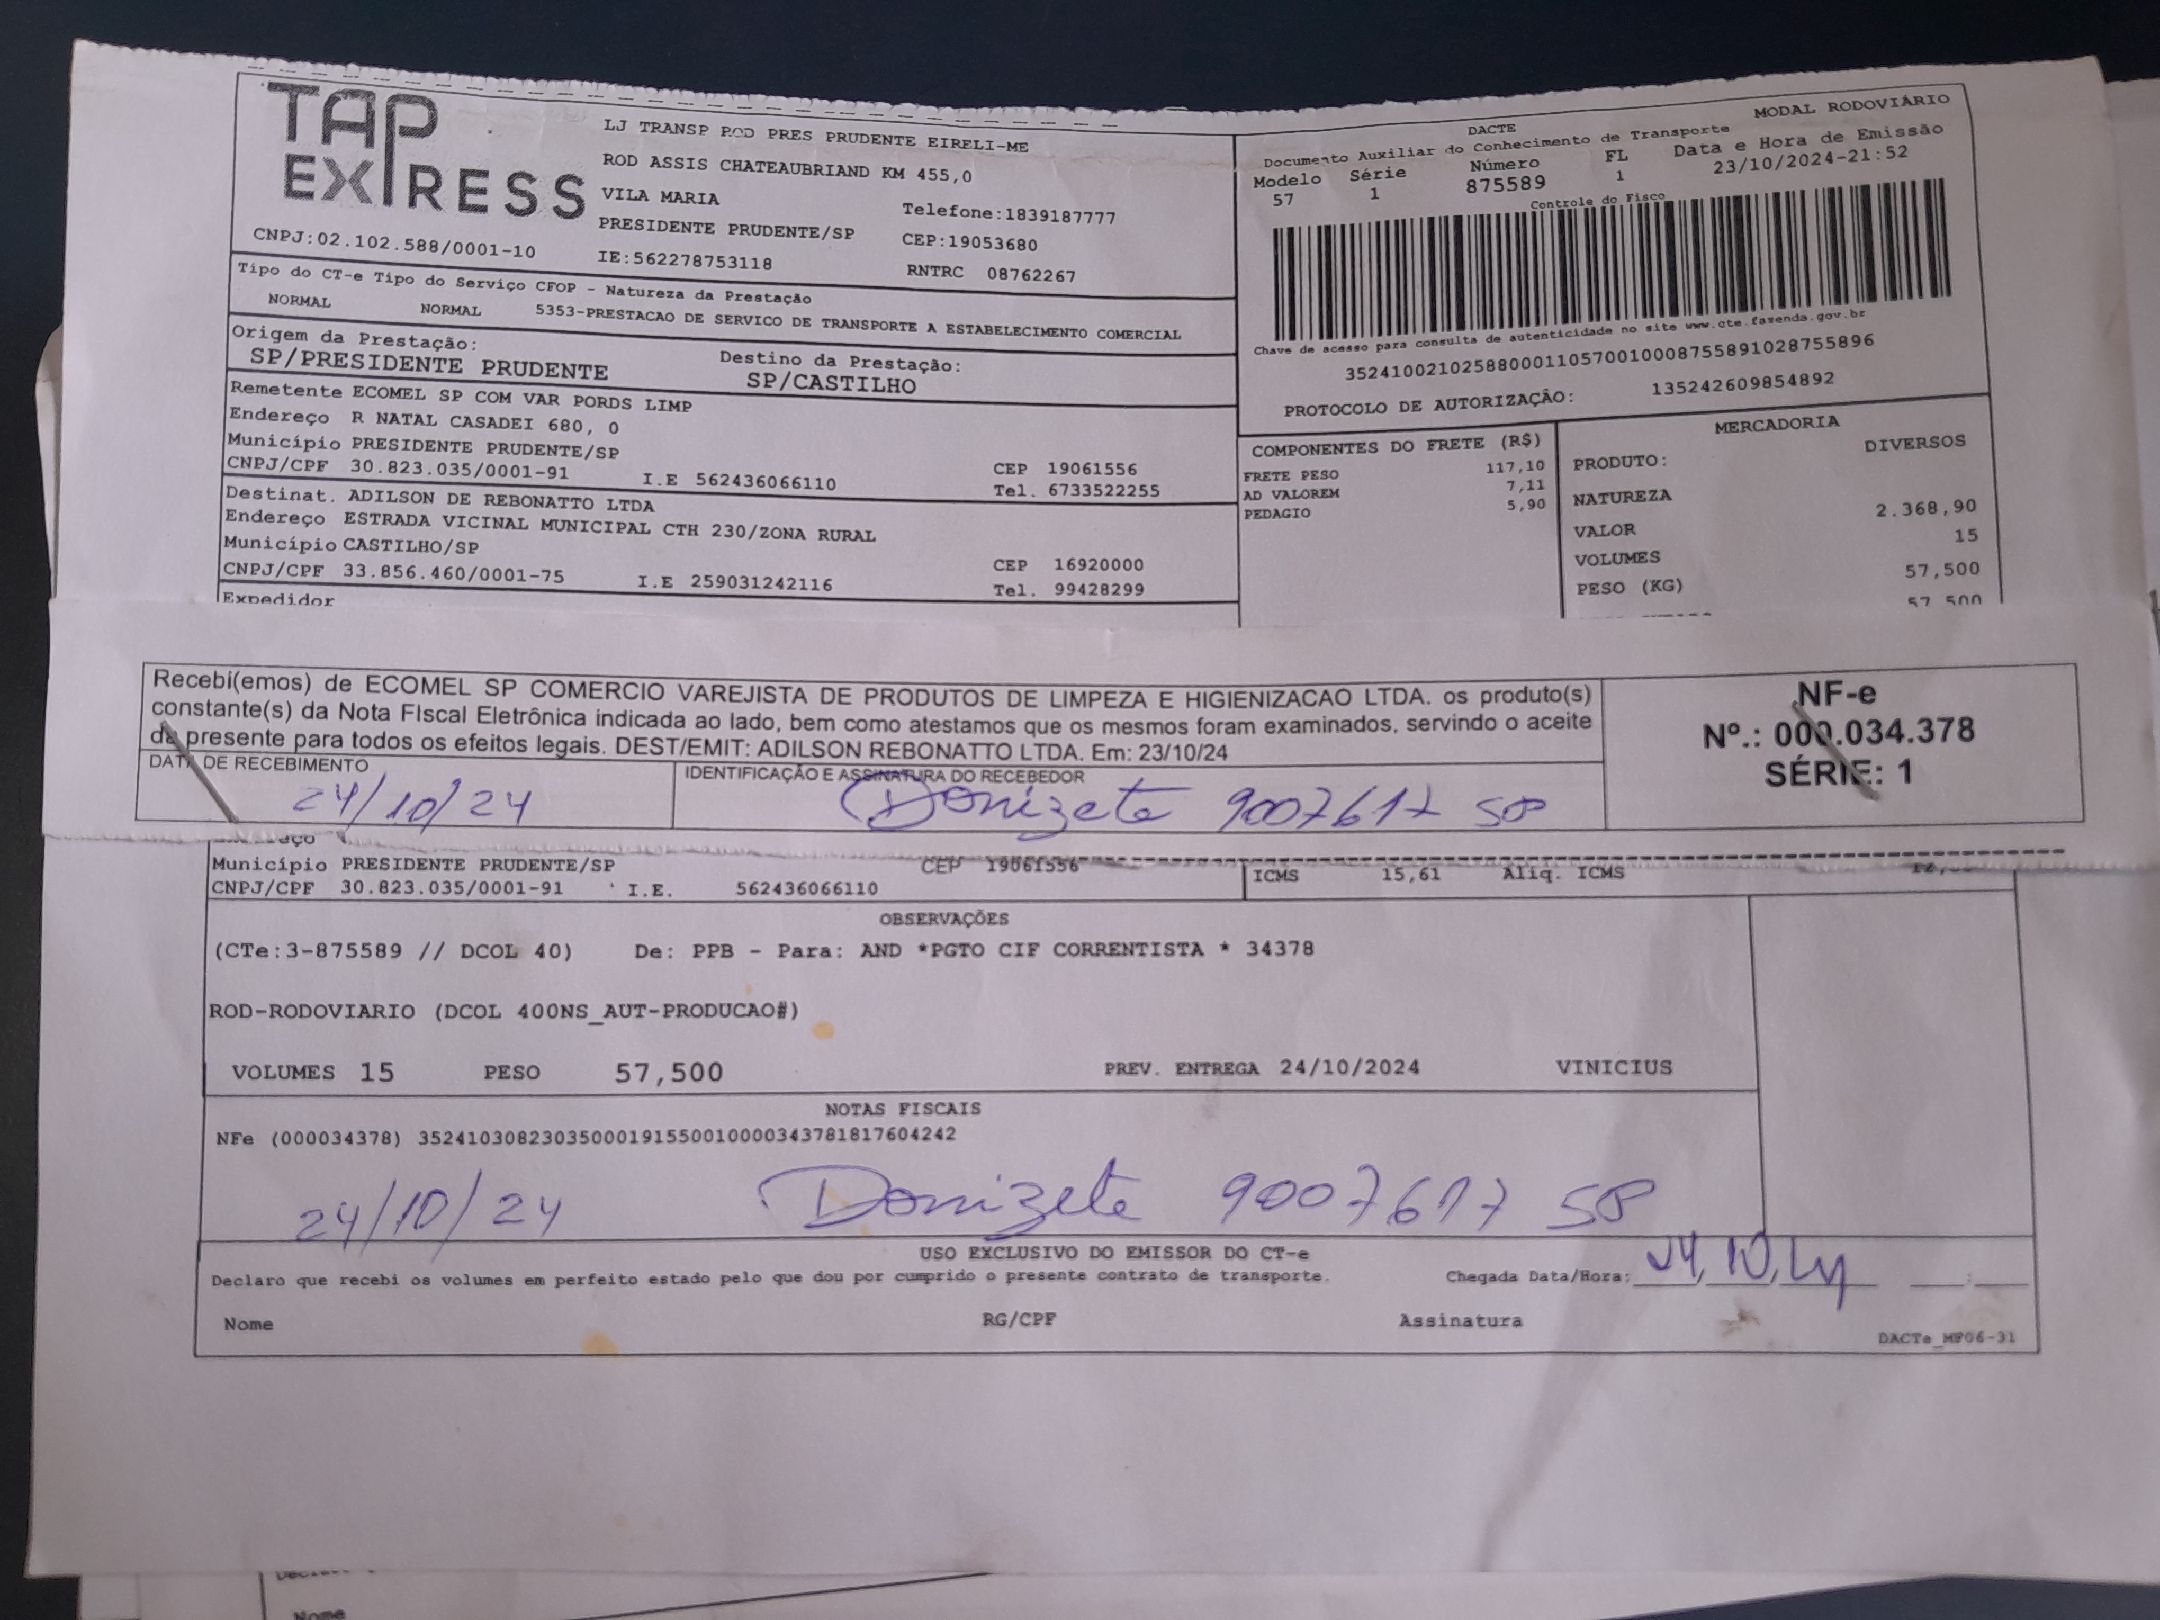 TAP
EXPRESS
LJ TRANSP ROD PRES PRUDENTE EIRELI-ME
ROD ASSIS CHATEAUBRIAND KM 455,0
VILA MARIA
Telefone:1839187777
PRESIDENTE PRUDENTE/SP
CEP:19053680
CNPJ:02.102.588/0001-10
IE:562278753118
RNTRC 08762267
DACTE
MODAL RODOVIÁRIO
Documento Auxiliar do Conhecimento de Transporte
Modelo Série Número FL Data e Hora de Emissão
57 1 875589 1 23/10/2024-21:52
Controle do Fisco
Chave de acesso para consulta de autenticidade no site www.cte.fazenda.gov.br
35241002102588000110570010008755891028755896
PROTOCOLO DE AUTORIZAÇÃO: 135242609854892
Tipo do CT-e Tipo do Serviço CFOP - Natureza da Prestação
NORMAL NORMAL 5353-PRESTACAO DE SERVICO DE TRANSPORTE A ESTABELECIMENTO COMERCIAL
Origem da Prestação: Destino da Prestação:
SP/PRESIDENTE PRUDENTE SP/CASTILHO
Remetente ECOMEL SP COM VAR PORDS LIMP
Endereço R NATAL CASADEI 680, 0
Município PRESIDENTE PRUDENTE/SP CEP 19061556
CNPJ/CPF 30.823.035/0001-91 I.E 562436066110 Tel. 6733522255
Destinat. ADILSON DE REBONATTO LTDA
Endereço ESTRADA VICINAL MUNICIPAL CTH 230/ZONA RURAL
Município CASTILHO/SP CEP 16920000
CNPJ/CPF 33.856.460/0001-75 I.E 259031242116 Tel. 99428299
Expedidor
COMPONENTES DO FRETE (R$)
FRETE PESO 117,10
AD VALOREM 7,11
PEDAGIO 5,90
MERCADORIA
PRODUTO: DIVERSOS
NATUREZA
VALOR 2.368,90
VOLUMES 15
PESO (KG) 57,500
57,500
Recebi(emos) de ECOMEL SP COMERCIO VAREJISTA DE PRODUTOS DE LIMPEZA E HIGIENIZACAO LTDA. os produto(s)
constante(s) da Nota FIscal Eletrônica indicada ao lado, bem como atestamos que os mesmos foram examinados, servindo o aceite
da presente para todos os efeitos legais. DEST/EMIT: ADILSON REBONATTO LTDA. Em: 23/10/24
DATA DE RECEBIMENTO
24/10/24
IDENTIFICAÇÃO E ASSINATURA DO RECEBEDOR
Donizete 9007617 SP
NF-e
Nº.: 000.034.378
SÉRIE: 1
Município PRESIDENTE PRUDENTE/SP CEP 19061556
CNPJ/CPF 30.823.035/0001-91 I.E. 562436066110
ICMS 15,61 Aliq. ICMS
OBSERVAÇÕES
(CTe:3-875589 // DCOL 40) De: PPB - Para: AND *PGTO CIF CORRENTISTA * 34378
ROD-RODOVIARIO (DCOL 400NS_AUT-PRODUCAO#)
VOLUMES 15 PESO 57,500 PREV. ENTREGA 24/10/2024 VINICIUS
NOTAS FISCAIS
NFe (000034378) 35241030823035000191550010000343781817604242
24/10/24 Donizete 9007617 SP
USO EXCLUSIVO DO EMISSOR DO CT-e
Declaro que recebi os volumes em perfeito estado pelo que dou por cumprido o presente contrato de transporte. Chegada Data/Hora: 24,10,24
Nome RG/CPF Assinatura
DACTe_MF06-31
Nome